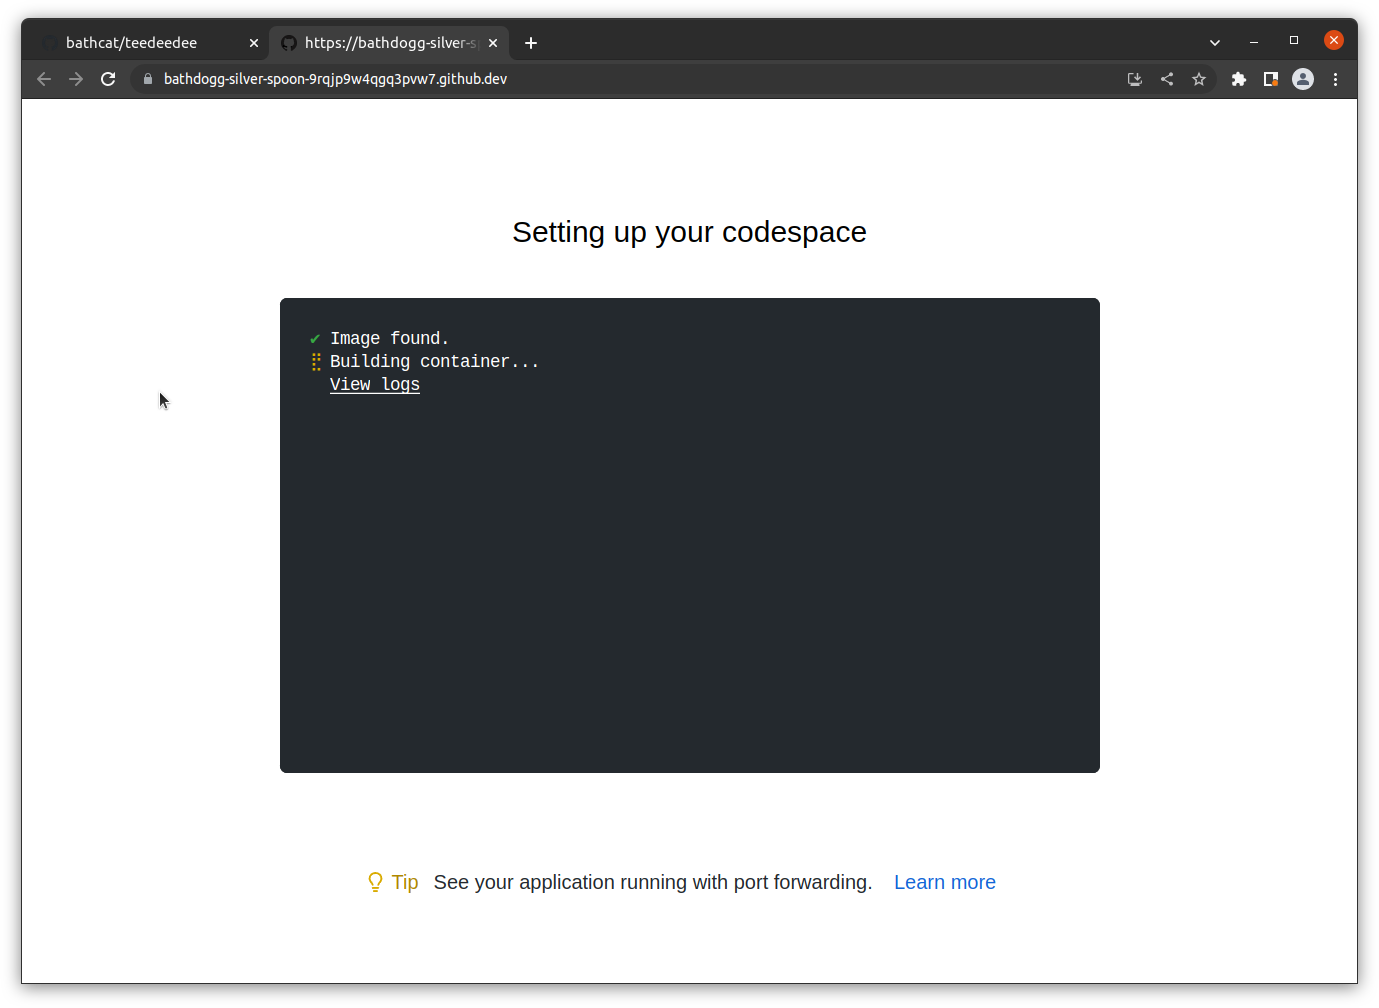 bathcat/teedeedee
https://bathdogg-silver-s
bathdogg-silver-spoon-9rqjp9w4qgq3pvw7.github.dev
Setting up your codespace
✔ Image found.
Building container...
View logs
Tip See your application running with port forwarding. Learn more